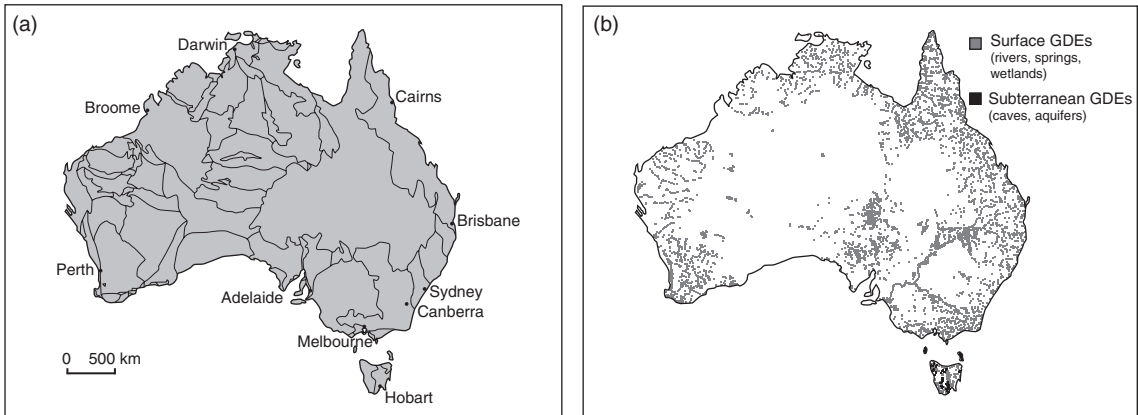 (a)
Darwin
Broome
Cairns
Brisbane
Perth
Adelaide
Sydney
Canberra
Melbourne
0 500 km
Hobart
(b)
Surface GDEs
(rivers, springs,
wetlands)
Subterranean GDEs
(caves, aquifers)